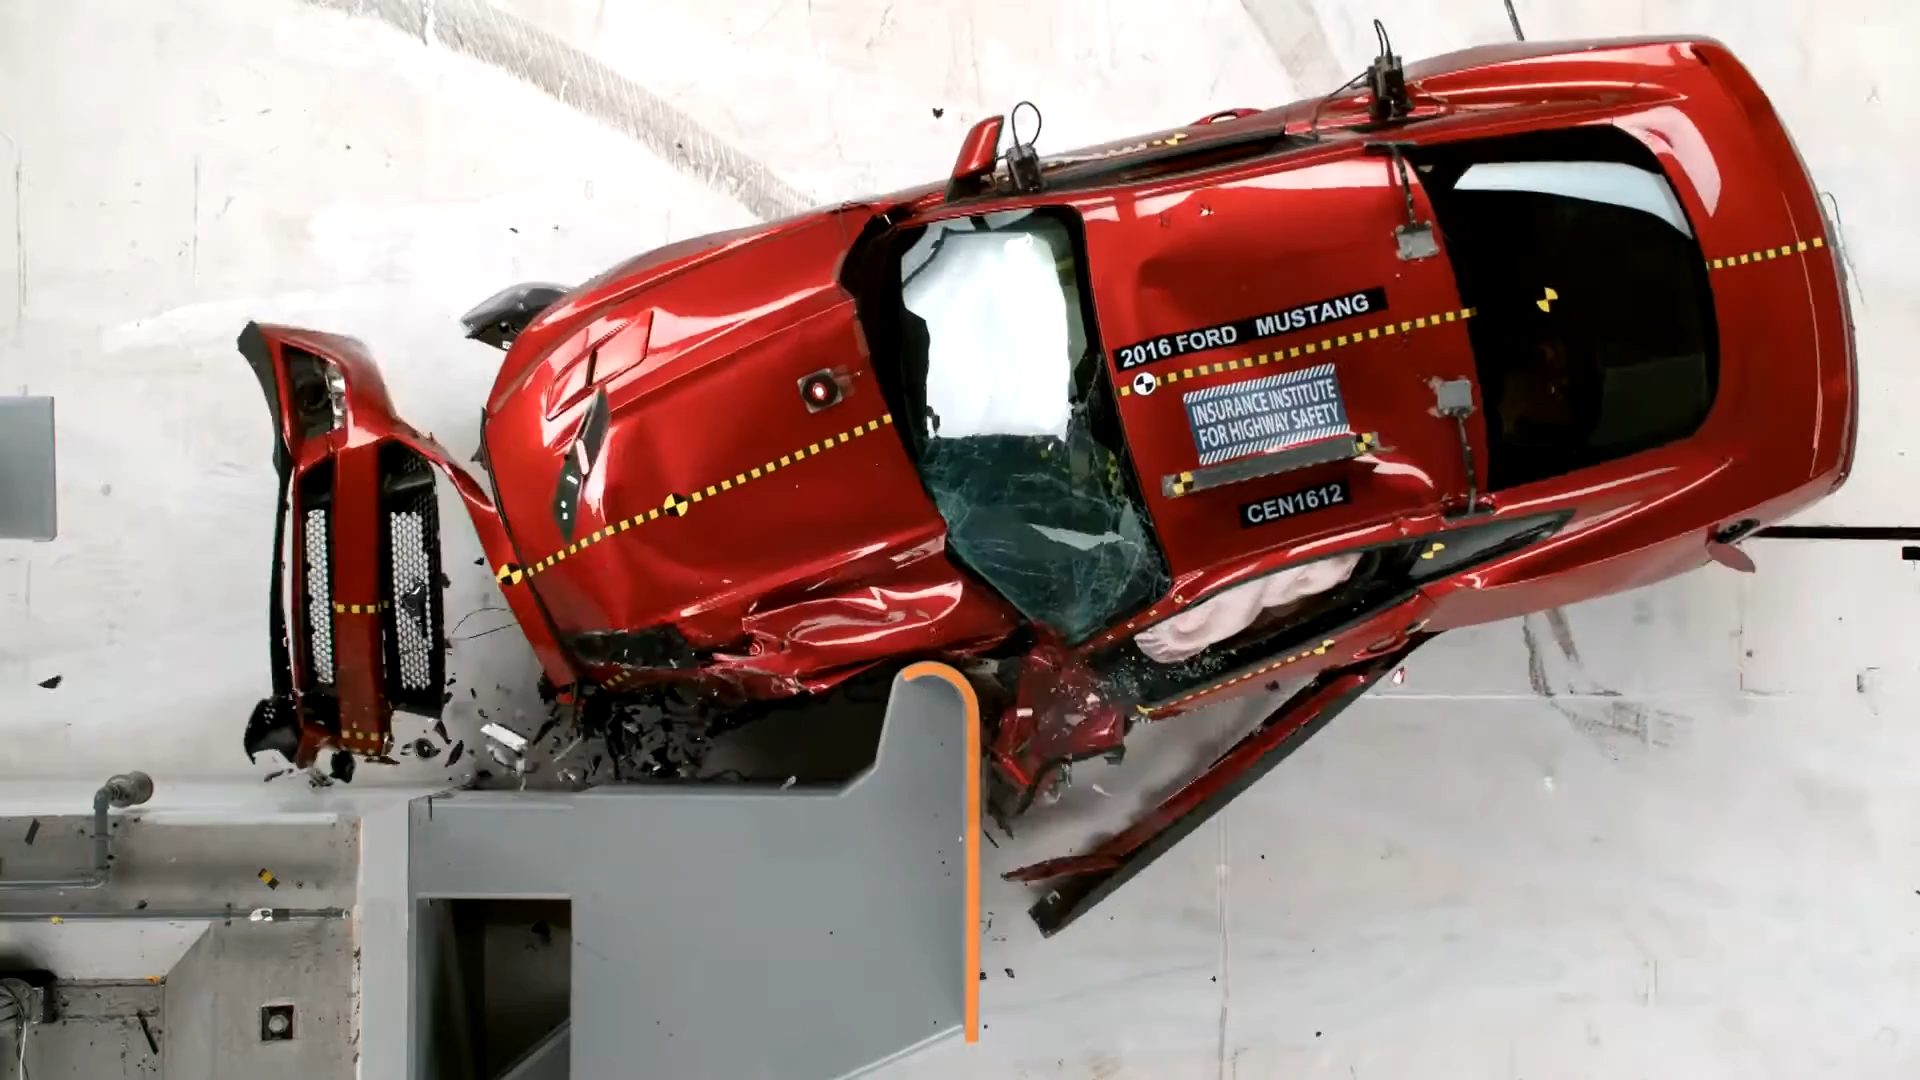 2016 FORD MUSTANG
INSURANCE INSTITUTE
FOR HIGHWAY SAFETY
CEN1612